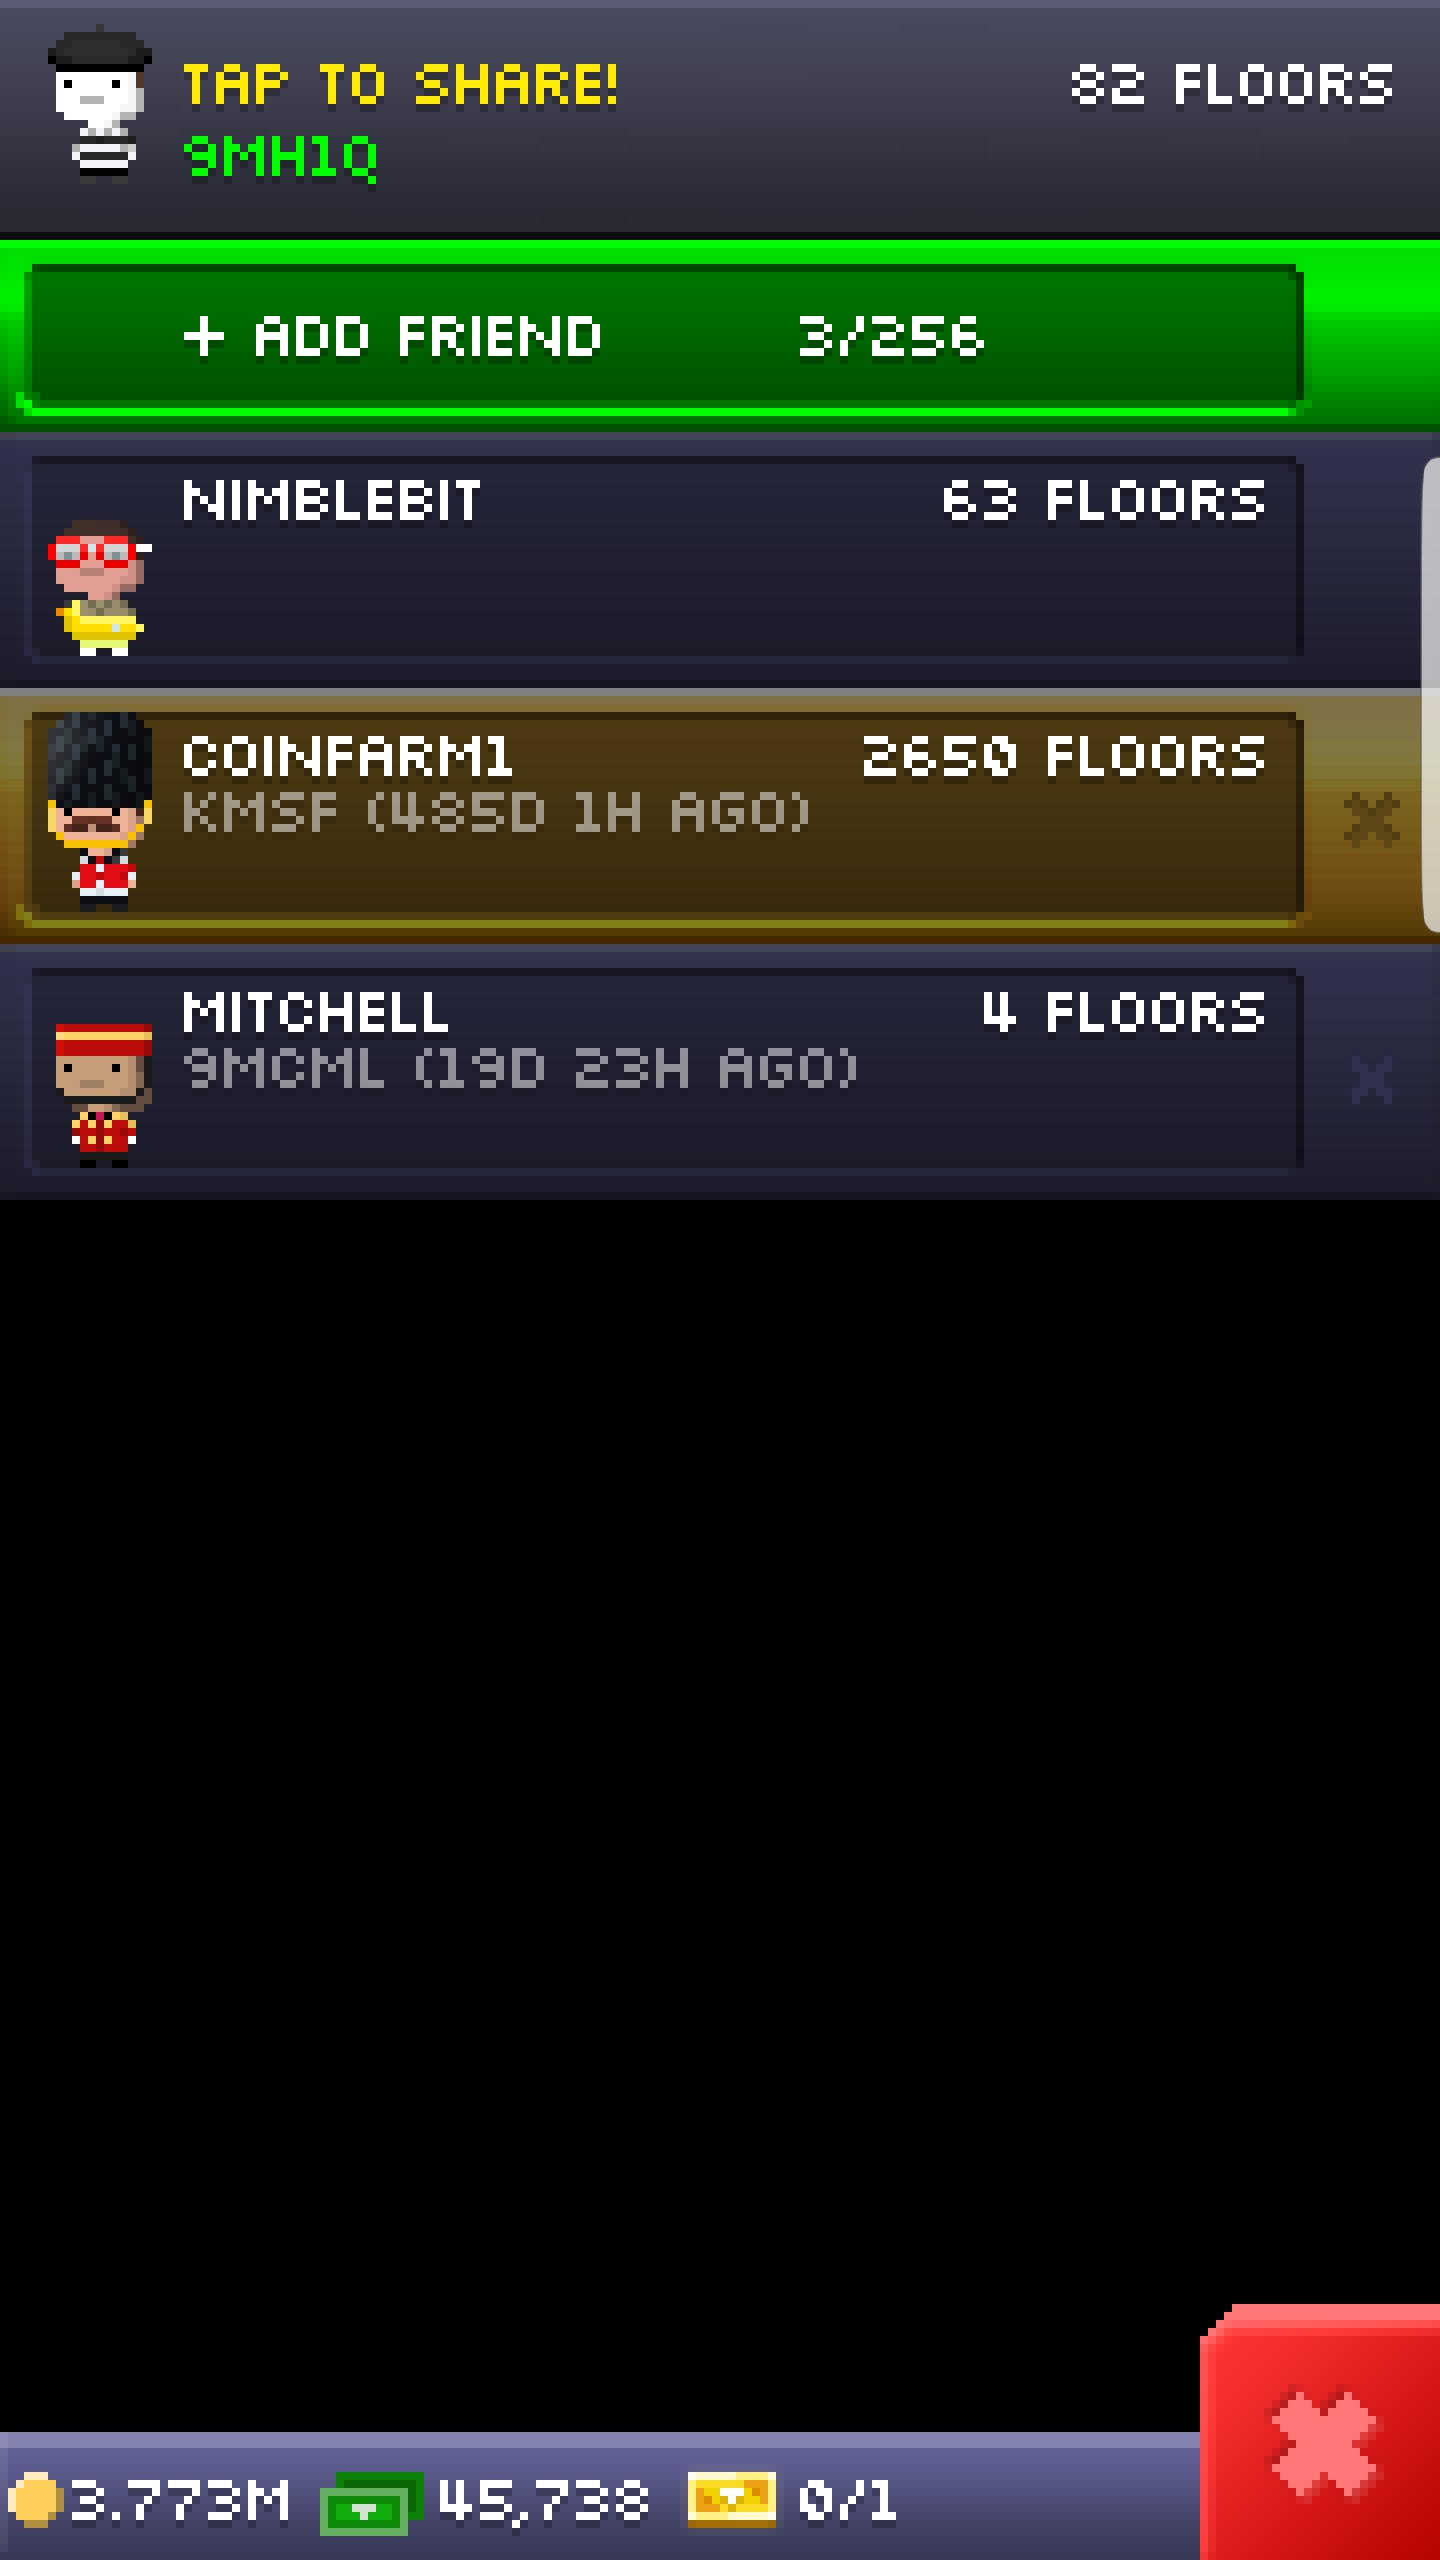 TAP TO SHARE! 82 FLOORS
9MH1Q
+ ADD FRIEND 3/256
NIMBLEBIT 63 FLOORS
COINFARM1 2650 FLOORS
KMSF (485D 1H AGO)
MITCHELL 4 FLOORS
9MCML (19D 23H AGO)
3.773M 45,738 0/1